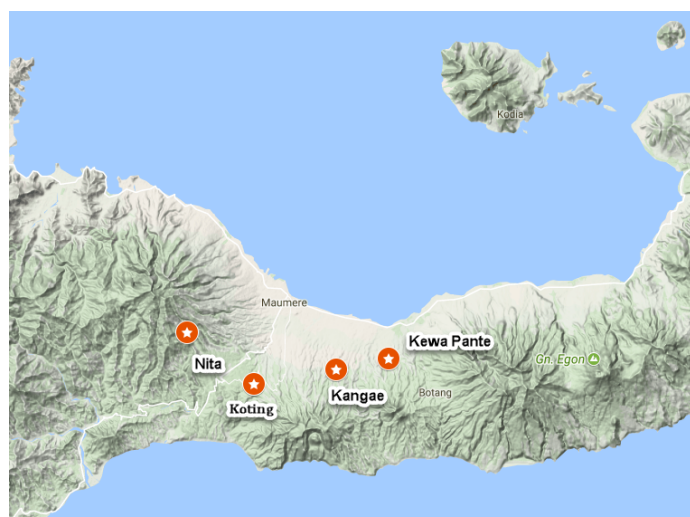 Kodia
Maumere
Kewa Pante
Nita
Gn. Egon
Kangae
Botang
Koting